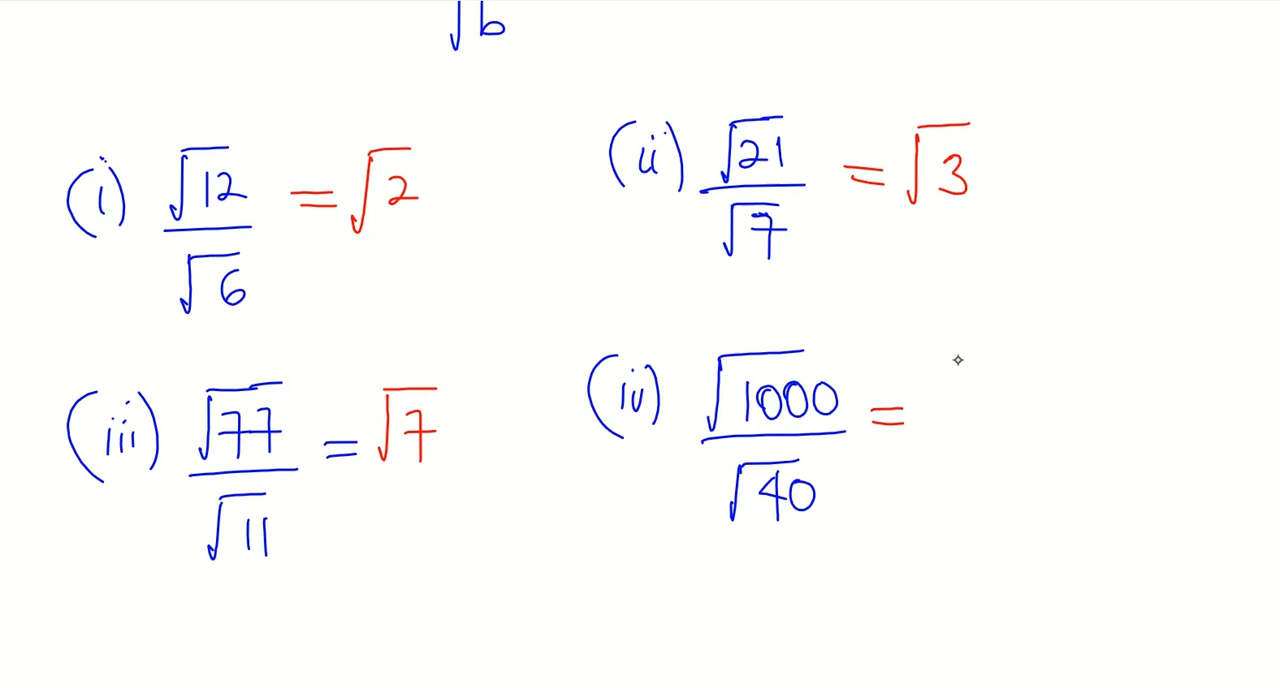 √b
(i) √12/√6 = √2
(ii) √21/√7 = √3
(iii) √77/√11 = √7
(iv) √1000/√40 =